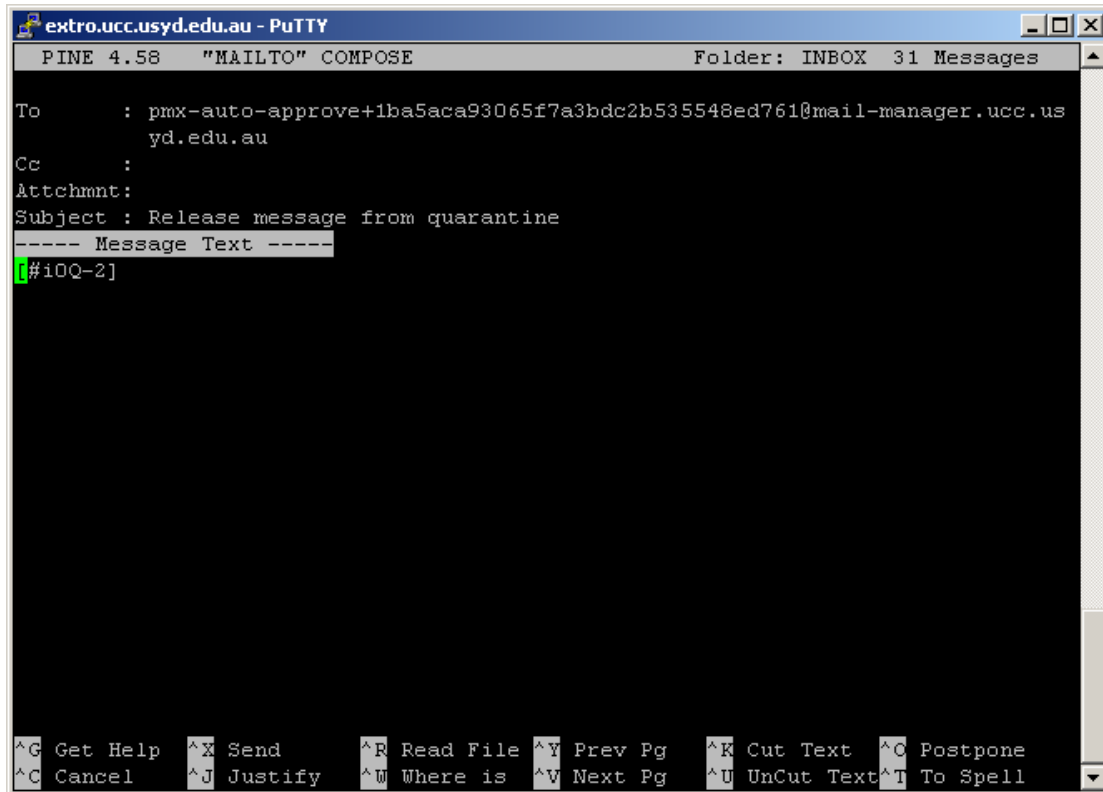 extro.ucc.usyd.edu.au - PuTTY
PINE 4.58 "MAILTO" COMPOSE Folder: INBOX 31 Messages
To : pmx-auto-approve+1ba5aca93065f7a3bdc2b535548ed761@mail-manager.ucc.us
yd.edu.au
Cc :
Attchmnt:
Subject : Release message from quarantine
----- Message Text -----
[#iOQ-2]
^G Get Help ^X Send ^R Read File ^Y Prev Pg ^K Cut Text ^O Postpone
^C Cancel ^J Justify ^W Where is ^V Next Pg ^U UnCut Text ^T To Spell